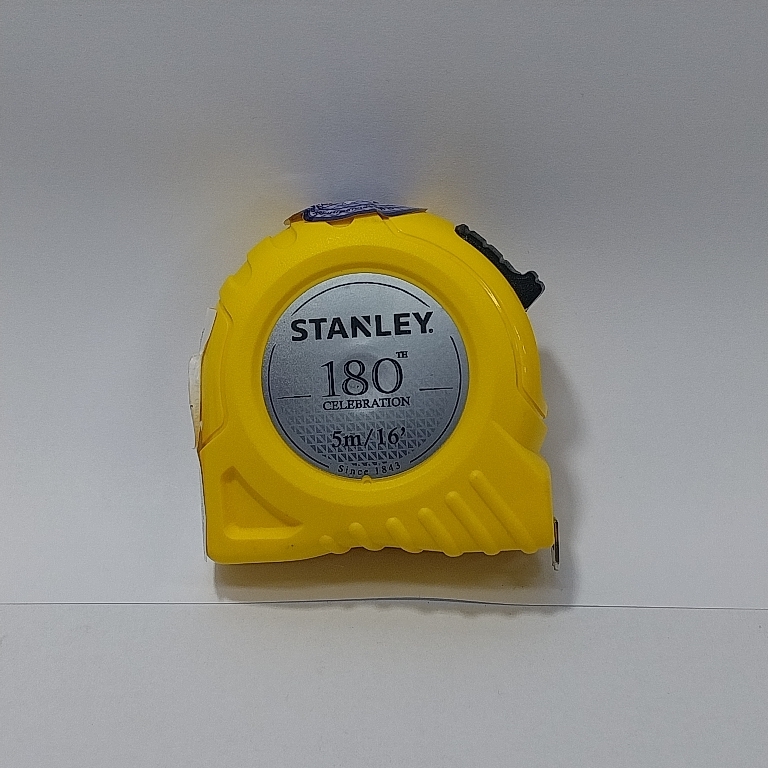 STANLEY.
180TH
CELEBRATION
5m/16'
Since 1843